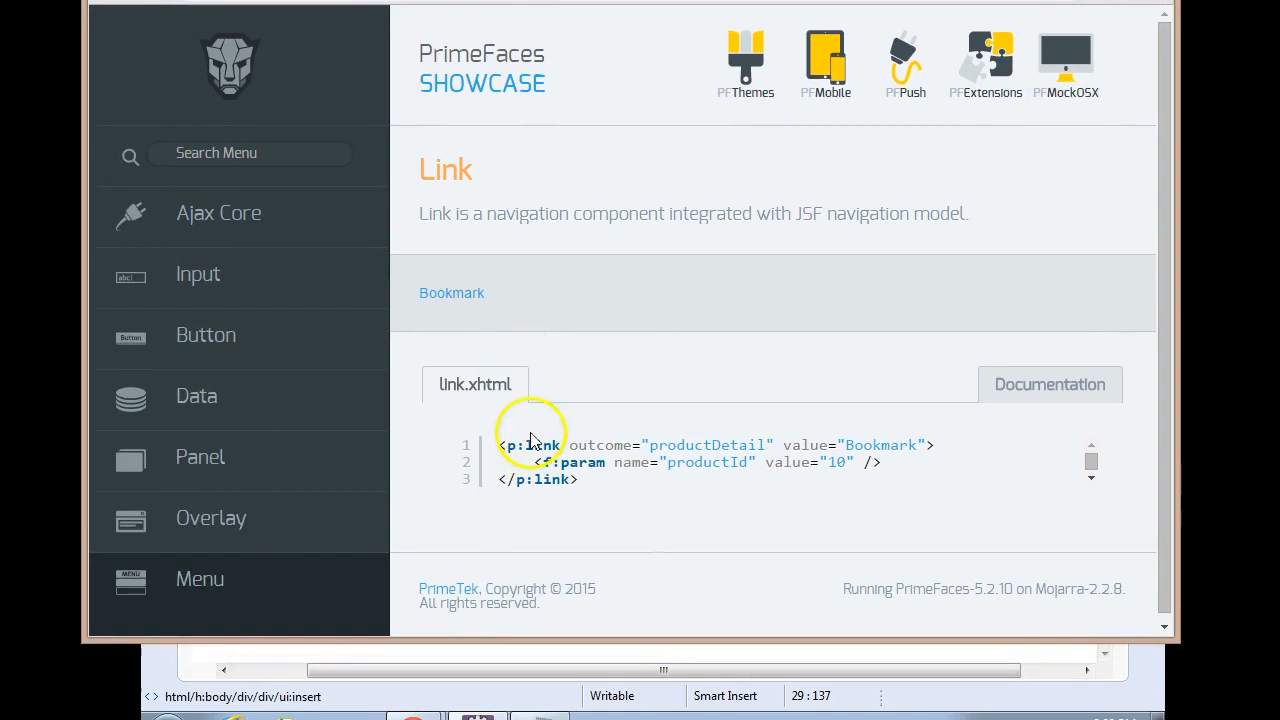 PrimeFaces
SHOWCASE
PFThemes
PFMobile
PFPush
PFExtensions
PFMockOSX
Search Menu
Ajax Core
abc|
Input
Button
Button
Data
Panel
Overlay
MENU
Menu
Link
Link is a navigation component integrated with JSF navigation model.
Bookmark
link.xhtml
Documentation
1 <p:link outcome="productDetail" value="Bookmark">
2 <f:param name="productId" value="10" />
3 </p:link>
PrimeTek, Copyright © 2015
All rights reserved.
Running PrimeFaces-5.2.10 on Mojarra-2.2.8.
html/h:body/div/div/ui:insert
Writable
Smart Insert
29 : 137